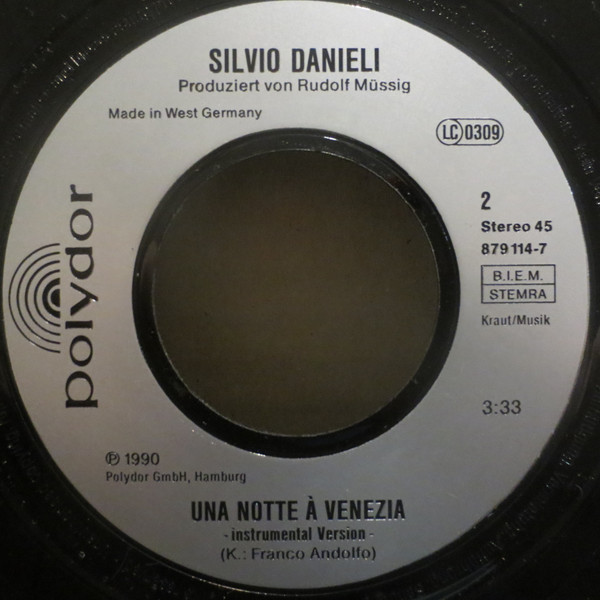 SILVIO DANIELI
Produziert von Rudolf Müssig
Made in West Germany
LC 0309
2
Stereo 45
879 114-7
B.I.E.M.
STEMRA
Kraut/Musik
polydor
3:33
℗ 1990
Polydor GmbH, Hamburg
UNA NOTTE À VENEZIA
- instrumental Version -
(K.: Franco Andolfo)